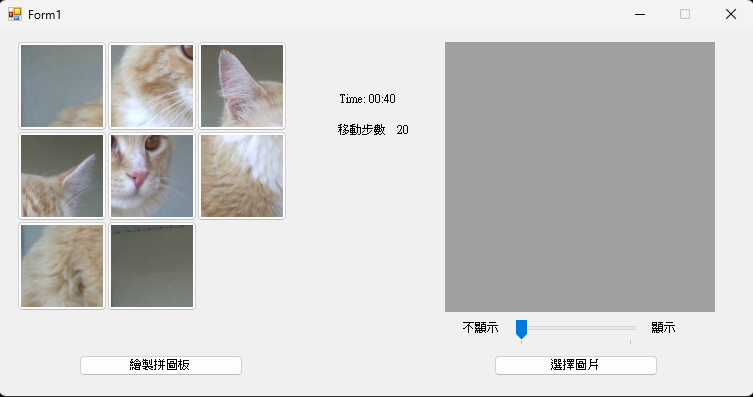 Form1
Time: 00:40
移動步數 20
不顯示
顯示
繪製拼圖板
選擇圖片